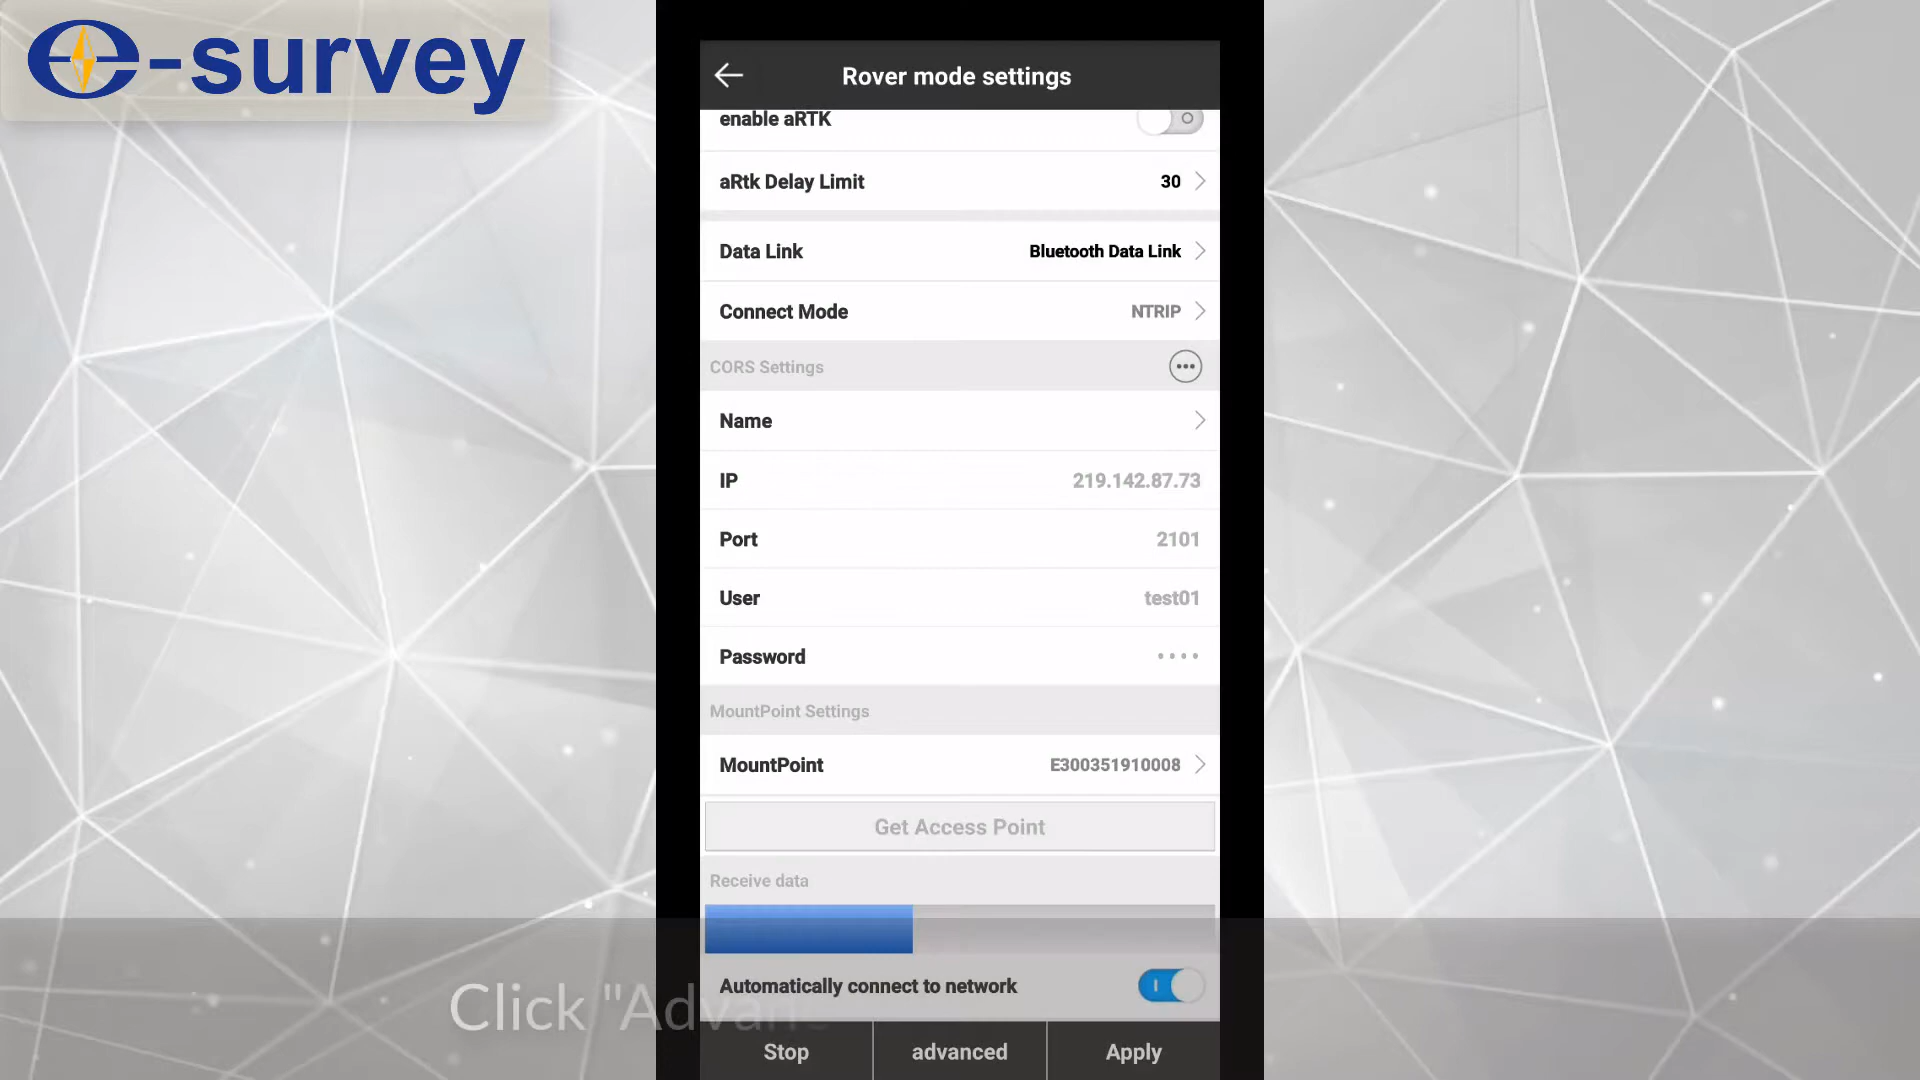 e-survey
Rover mode settings
enable aRTK
aRtk Delay Limit 30
Data Link Bluetooth Data Link
Connect Mode NTRIP
CORS Settings
Name
IP 219.142.87.73
Port 2101
User test01
Password ••••
MountPoint Settings
MountPoint E300351910008
Get Access Point
Receive data
Automatically connect to network
Click "Advan
Stop advanced Apply